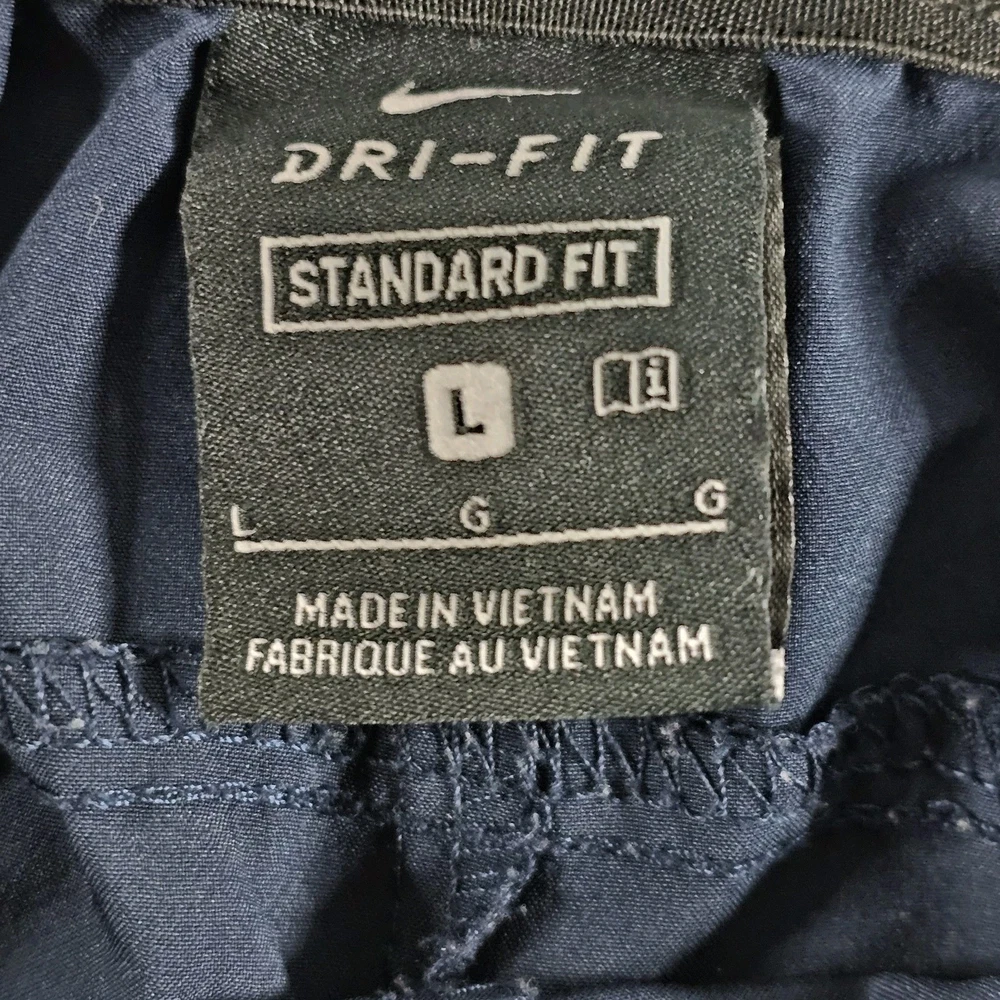 DRI-FIT
STANDARD FIT
L
i
L G G
MADE IN VIETNAM
FABRIQUE AU VIETNAM